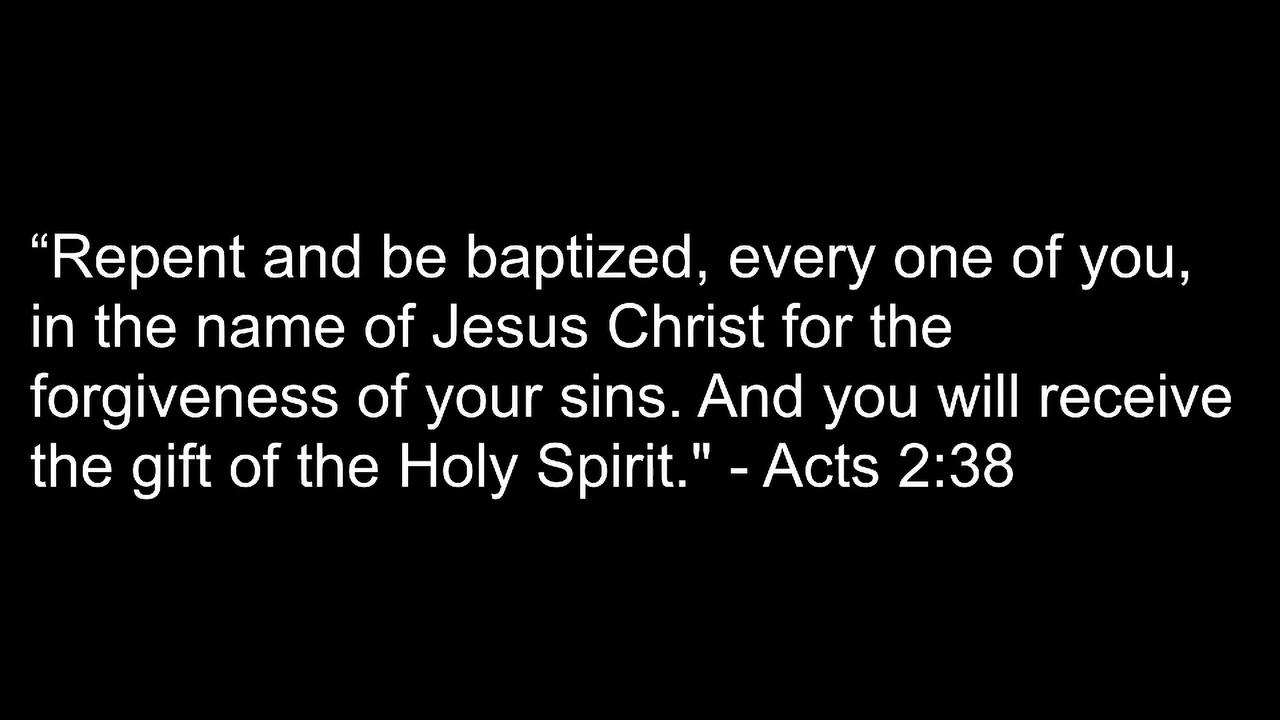 “Repent and be baptized, every one of you,
in the name of Jesus Christ for the
forgiveness of your sins. And you will receive
the gift of the Holy Spirit." - Acts 2:38